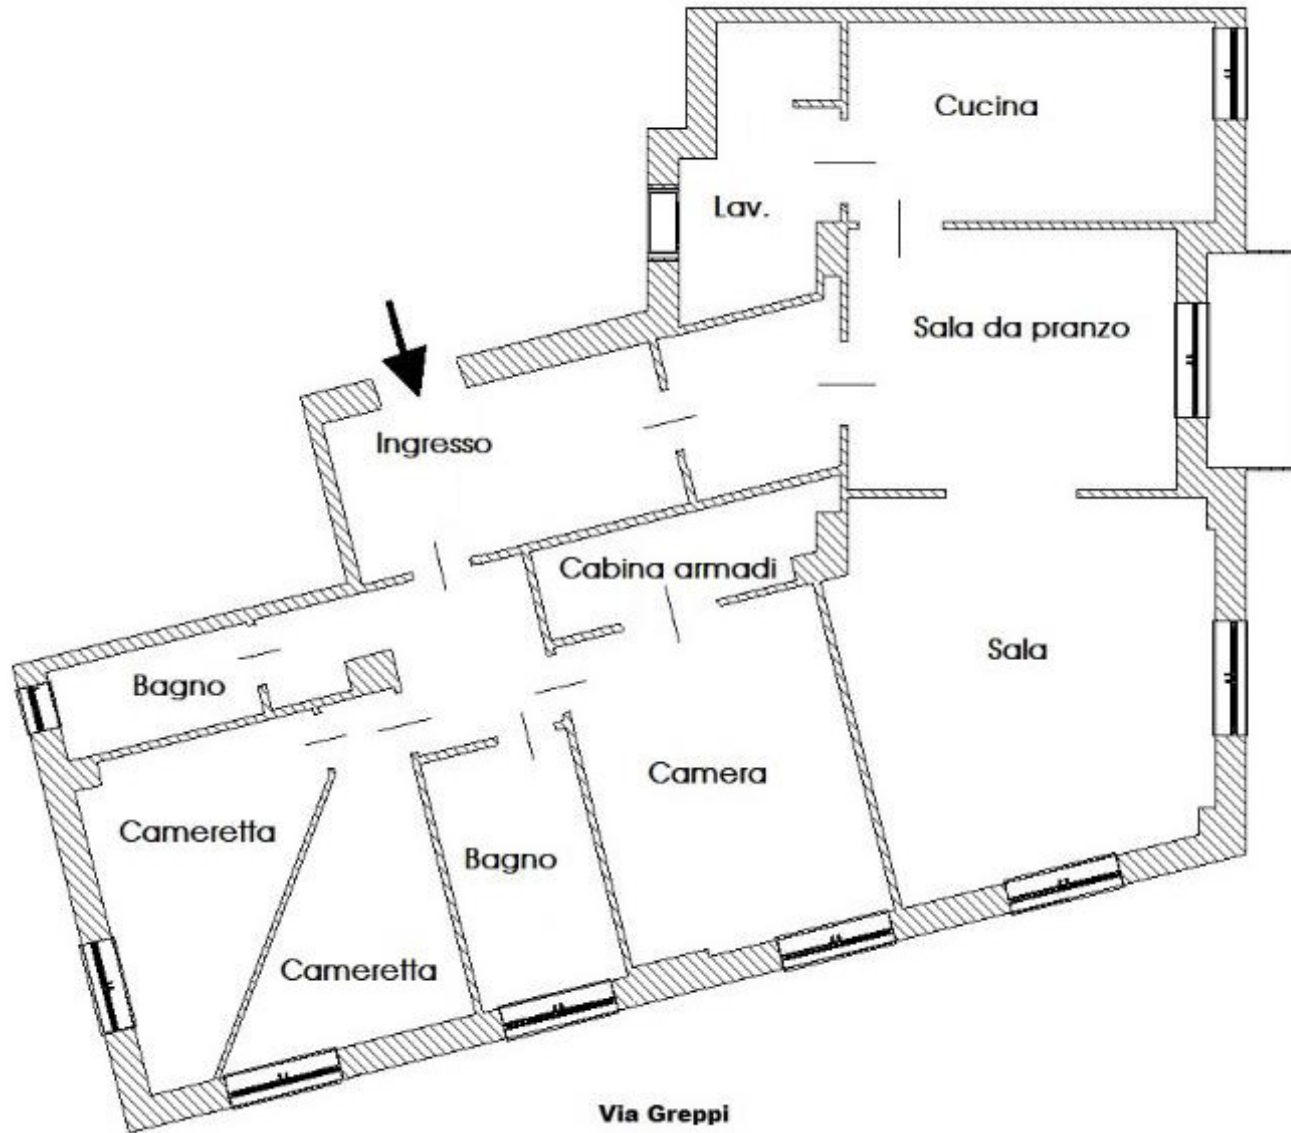 Cucina
Lav.
Sala da pranzo
Ingresso
Cabina armadi
Sala
Bagno
Camera
Cameretta
Bagno
Cameretta
Via Greppi